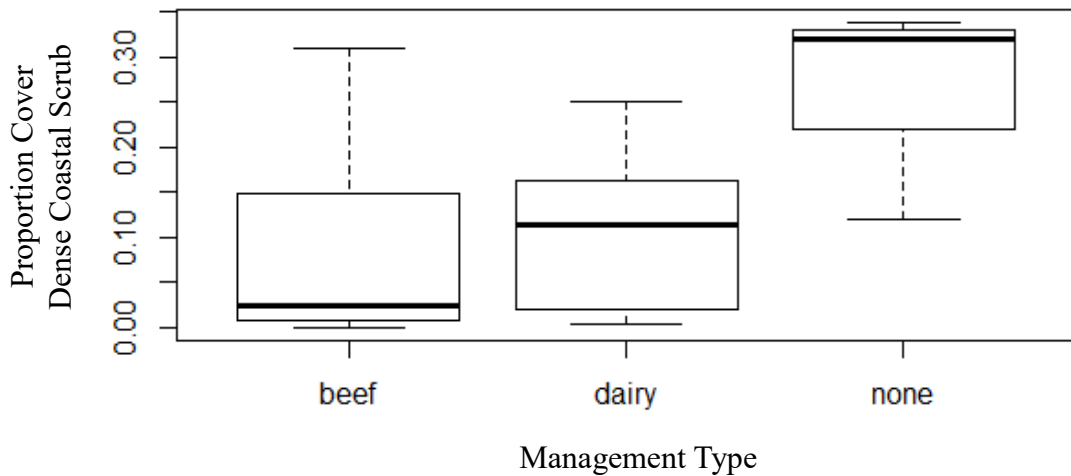 Proportion Cover
Dense Coastal Scrub
0.30
0.20
0.10
0.00
beef dairy none
Management Type